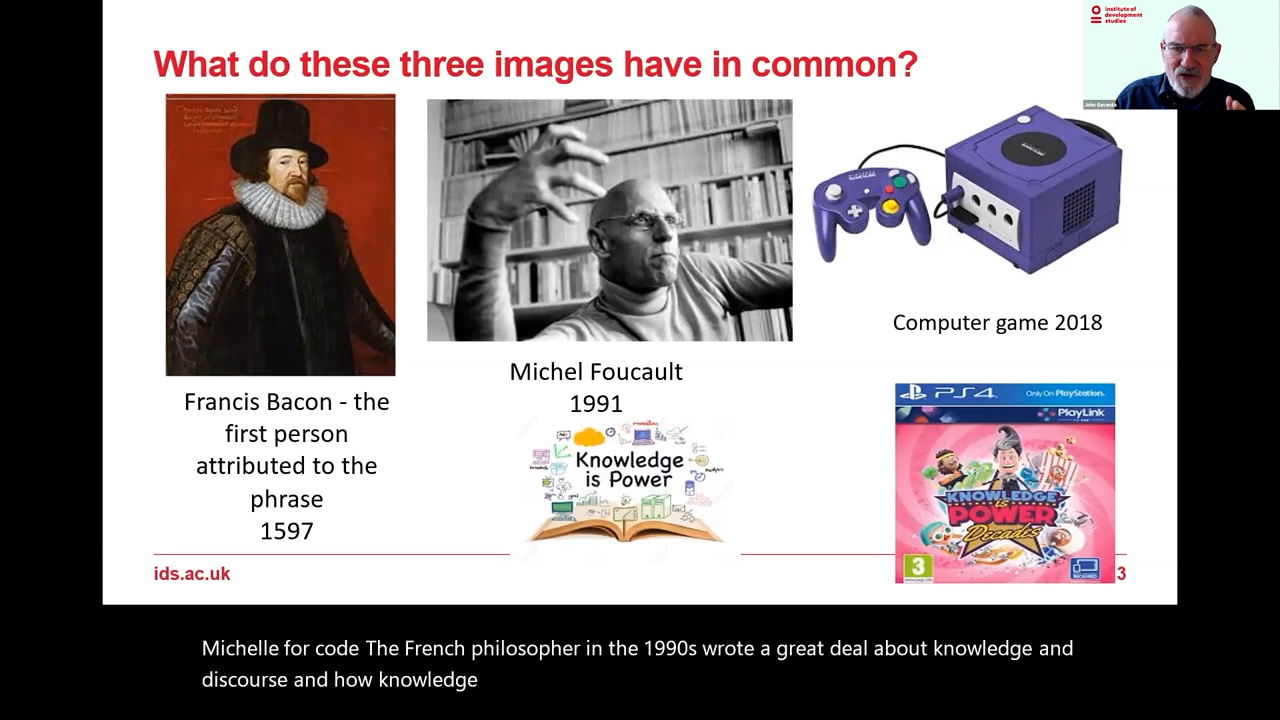 institute of
development
studies
What do these three images have in common?
John Gaventa
Computer game 2018
Michel Foucault
1991
Francis Bacon - the
first person
attributed to the
phrase
1597
Knowledge
is Power
PS4
Only On PlayStation
PlayLink
KNOWLEDGE
is
POWER
Decades
3
ids.ac.uk
3
Michelle for code The French philosopher in the 1990s wrote a great deal about knowledge and
discourse and how knowledge